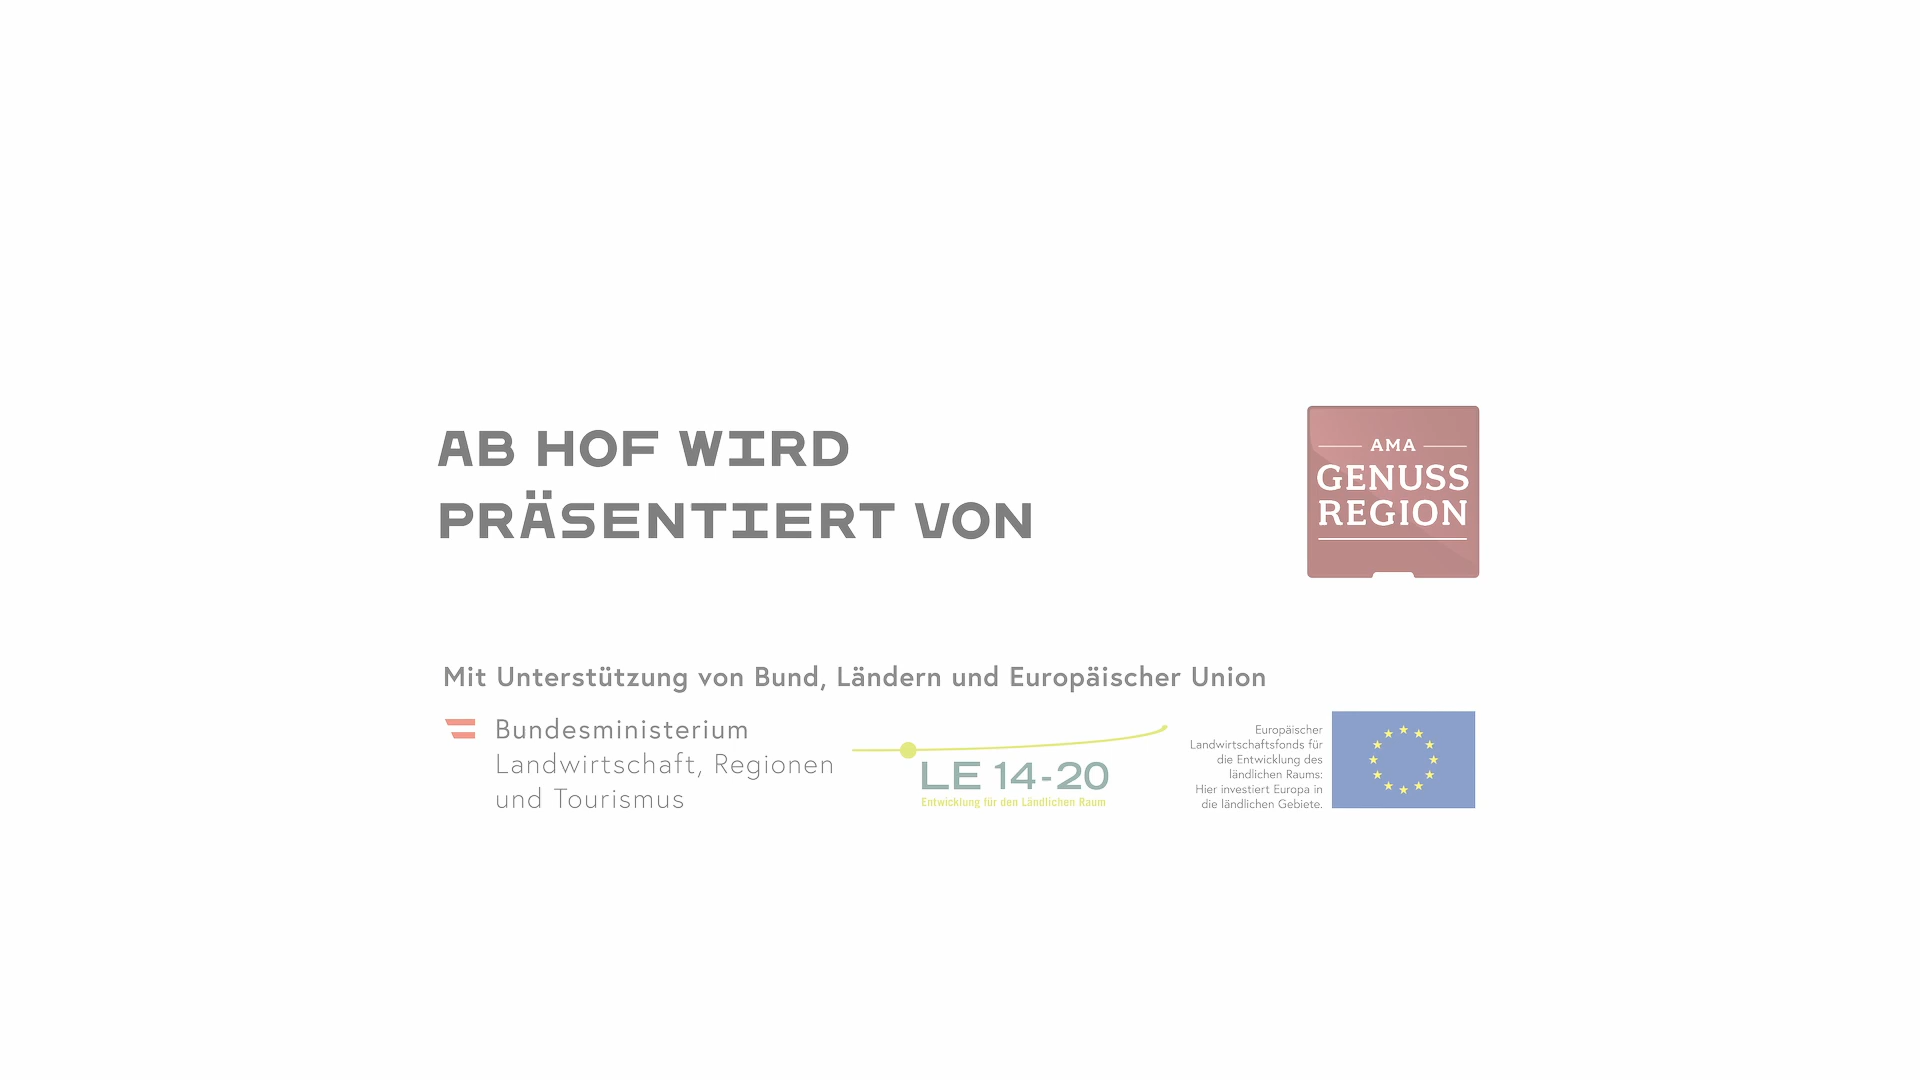 AB HOF WIRD
PRÄSENTIERT VON
AMA
GENUSS
REGION
Mit Unterstützung von Bund, Ländern und Europäischer Union
Bundesministerium
Landwirtschaft, Regionen
und Tourismus
LE 14-20
Entwicklung für den Ländlichen Raum
Europäischer
Landwirtschaftsfonds für
die Entwicklung des
ländlichen Raums:
Hier investiert Europa in
die ländlichen Gebiete.